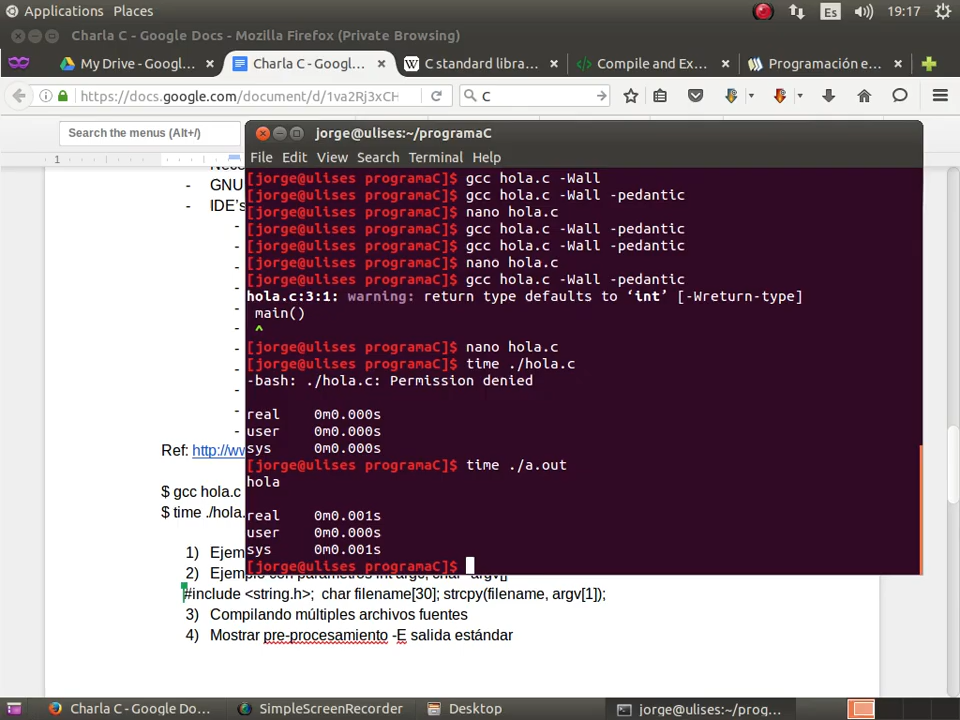 Applications Places Es 19:17
Charla C - Google Docs - Mozilla Firefox (Private Browsing)
My Drive - Googl... × Charla C - Googl... × C standard libra... × Compile and Ex... × Programación e... ×
https://docs.google.com/document/d/1va2Rj3xCH C
Search the menus (Alt+/)
1
jorge@ulises:~/programaC
File Edit View Search Terminal Help
- GNU
- IDE's
[jorge@ulises programaC]$ gcc hola.c -Wall
[jorge@ulises programaC]$ gcc hola.c -Wall -pedantic
[jorge@ulises programaC]$ nano hola.c
[jorge@ulises programaC]$ gcc hola.c -Wall -pedantic
[jorge@ulises programaC]$ gcc hola.c -Wall -pedantic
[jorge@ulises programaC]$ nano hola.c
[jorge@ulises programaC]$ gcc hola.c -Wall -pedantic
hola.c:3:1: warning: return type defaults to ‘int’ [-Wreturn-type]
main()
^
[jorge@ulises programaC]$ nano hola.c
[jorge@ulises programaC]$ time ./hola.c
-bash: ./hola.c: Permission denied
real 0m0.000s
user 0m0.000s
sys 0m0.000s
[jorge@ulises programaC]$ time ./a.out
hola
real 0m0.001s
user 0m0.000s
sys 0m0.001s
[jorge@ulises programaC]$
Ref: http://ww
$ gcc hola.c
$ time ./hola.
1) Ejem
2) Ejemplo con parámetros int argc, char *argv[]
#include <string.h>; char filename[30]; strcpy(filename, argv[1]);
3) Compilando múltiples archivos fuentes
4) Mostrar pre-procesamiento -E salida estándar
Charla C - Google Do... SimpleScreenRecorder Desktop jorge@ulises:~/prog...